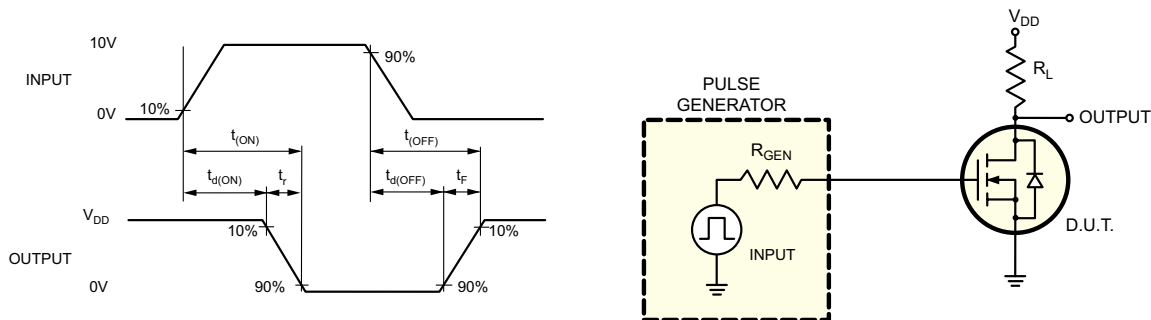 10V
INPUT
0V
10%
90%
t(ON)
t(OFF)
td(ON)
tr
td(OFF)
tF
VDD
OUTPUT
0V
10%
90%
90%
10%
PULSE
GENERATOR
RGEN
INPUT
VDD
RL
OUTPUT
D.U.T.